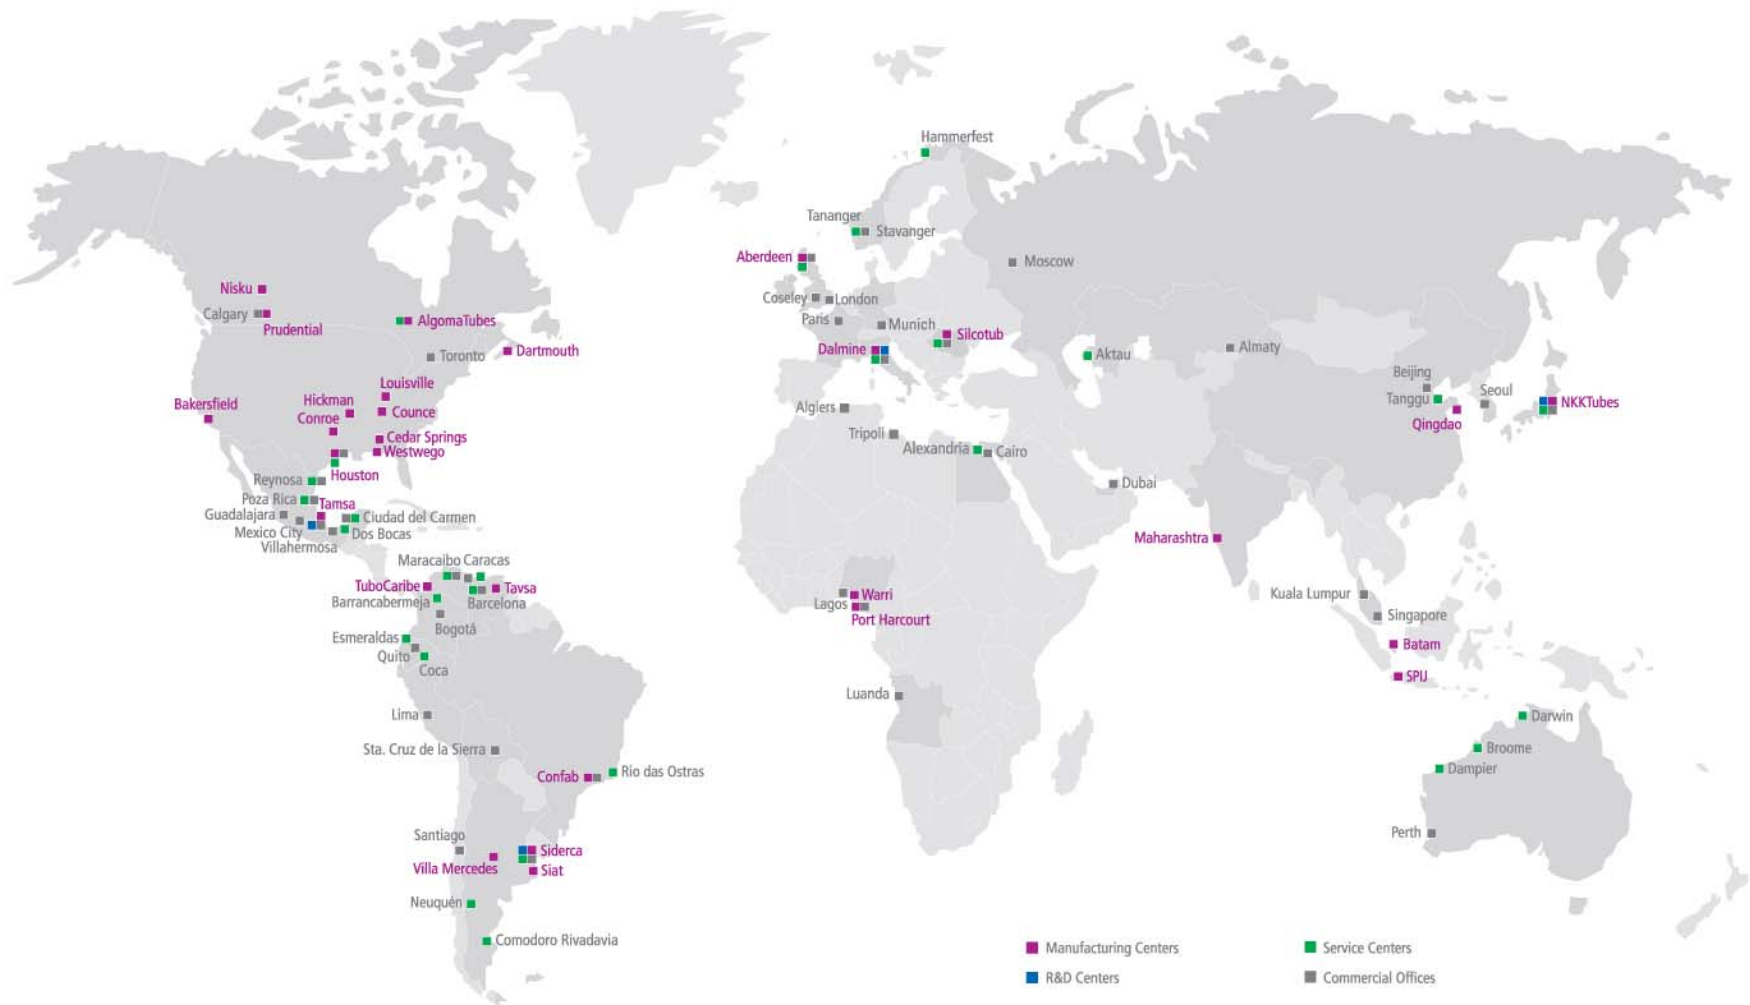 Hammerfest
Tananger
Stavanger
Aberdeen
Moscow
Nisku
Coseley
London
Calgary
Prudential
AlgomaTubes
Paris
Munich
Silcotub
Dartmouth
Toronto
Dalmine
Aktau
Almaty
Beijing
Seoul
Tanggu
NKKTubes
Qingdao
Louisville
Hickman
Bakersfield
Counce
Conroe
Algiers
Cedar Springs
Tripoli
Westwego
Alexandria
Cairo
Houston
Reynosa
Dubai
Poza Rica
Tamsa
Guadalajara
Ciudad del Carmen
Mexico City
Dos Bocas
Villahermosa
Maharashtra
Maracaibo
Caracas
TuboCaribe
Tavsa
Barrancabermeja
Barcelona
Warri
Kuala Lumpur
Lagos
Port Harcourt
Singapore
Bogotá
Esmeraldas
Batam
Quito
Coca
SPIJ
Luanda
Lima
Darwin
Sta. Cruz de la Sierra
Broome
Confab
Rio das Ostras
Dampier
Santiago
Perth
Siderca
Villa Mercedes
Siat
Neuquén
Comodoro Rivadavia
Manufacturing Centers
Service Centers
R&D Centers
Commercial Offices